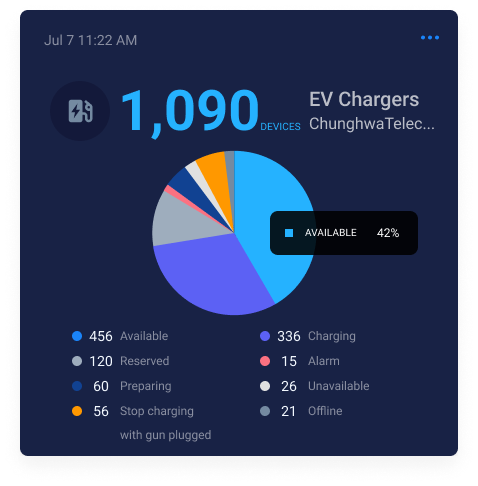 Jul 7 11:22 AM
1,090 DEVICES
EV Chargers
ChunghwaTelec...
AVAILABLE 42%
456 Available
336 Charging
120 Reserved
15 Alarm
60 Preparing
26 Unavailable
56 Stop charging
with gun plugged
21 Offline